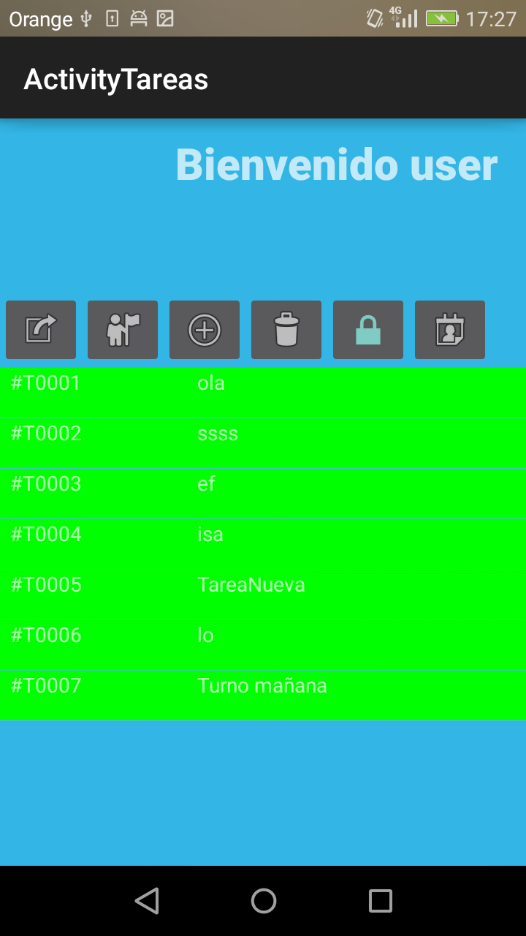 Orange 4G 17:27
ActivityTareas
Bienvenido user
#T0001 ola
#T0002 ssss
#T0003 ef
#T0004 isa
#T0005 TareaNueva
#T0006 lo
#T0007 Turno mañana